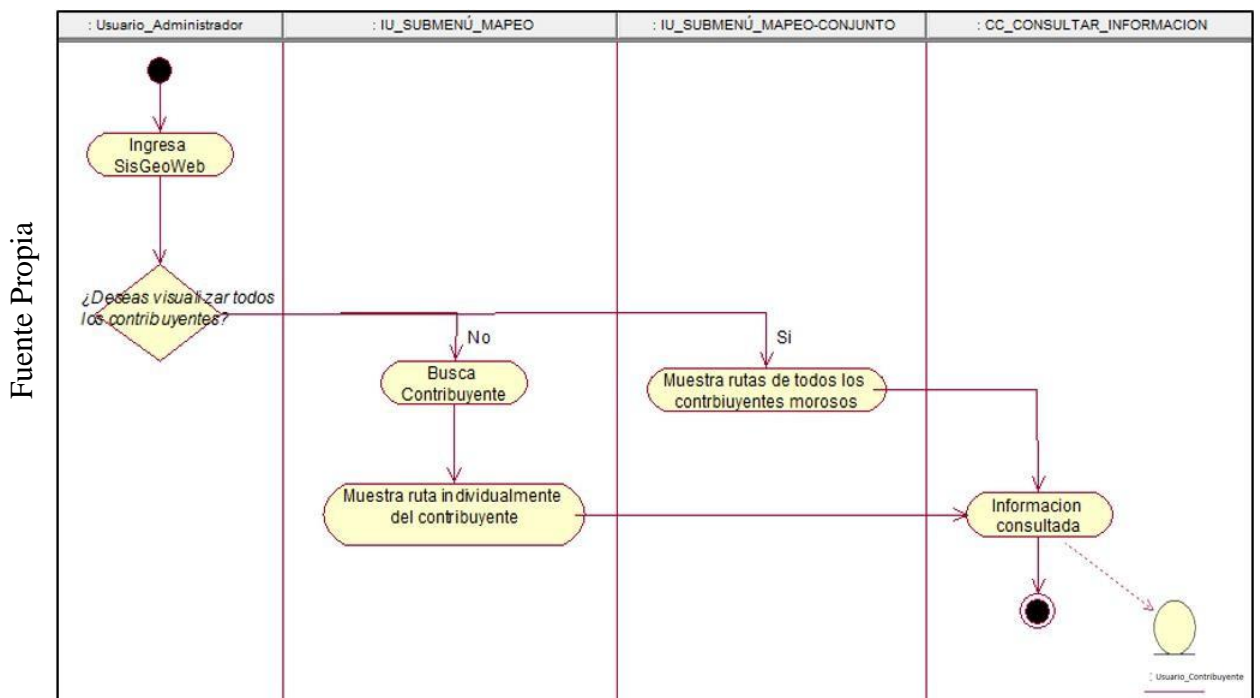 : Usuario_Administrador
: IU_SUBMENÚ_MAPEO
: IU_SUBMENÚ_MAPEO-CONJUNTO
: CC_CONSULTAR_INFORMACION
Fuente Propia
Ingresa
SisGeoWeb
¿Deseas visualizar todos
los contribuyentes?
No
Si
Busca
Contribuyente
Muestra rutas de todos los
contrbiuyentes morosos
Muestra ruta individualmente
del contribuyente
Informacion
consultada
: Usuario_Contribuyente